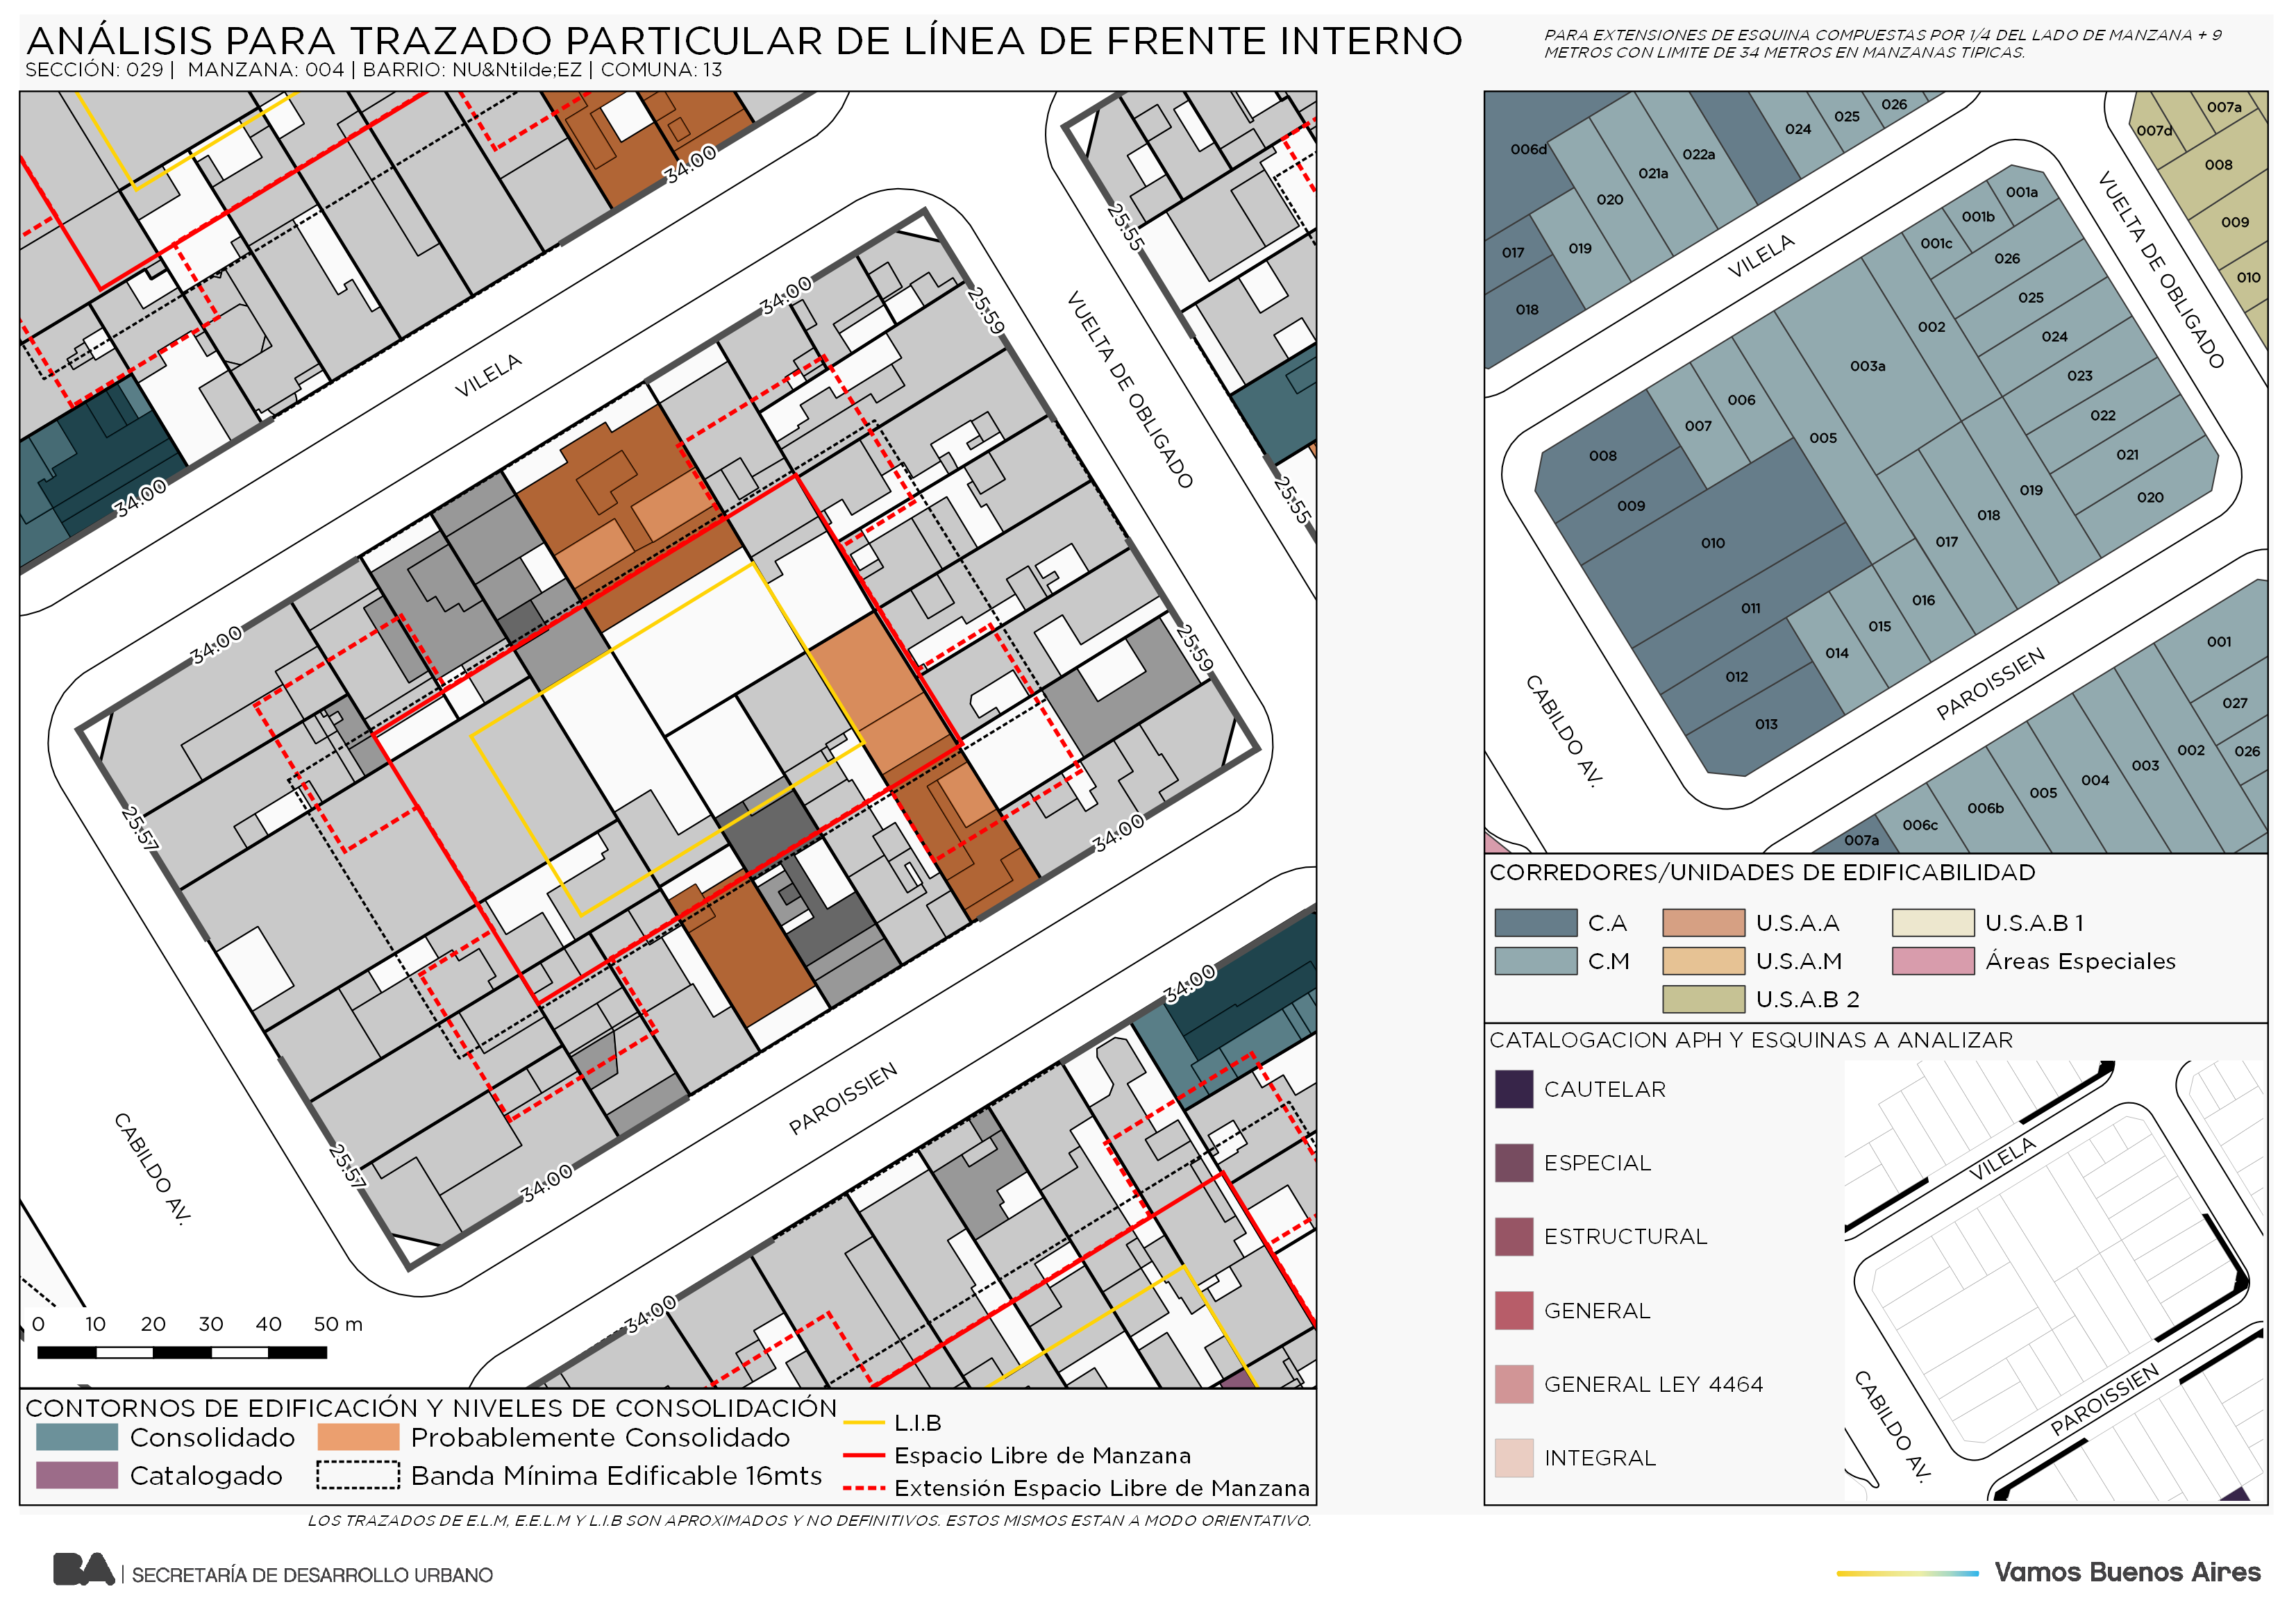 ANÁLISIS PARA TRAZADO PARTICULAR DE LÍNEA DE FRENTE INTERNO
SECCIÓN: 029 | MANZANA: 004 | BARRIO: NU&Ntilde;EZ | COMUNA: 13
PARA EXTENSIONES DE ESQUINA COMPUESTAS POR 1/4 DEL LADO DE MANZANA + 9
METROS CON LIMITE DE 34 METROS EN MANZANAS TIPICAS.
34.00
25.55
34.00
25.59
VILELA
VUELTA DE OBLIGADO
34.00
25.55
34.00
25.59
25.57
34.00
34.00
25.57
34.00
PAROISSIEN
CABILDO AV.
34.00
0 10 20 30 40 50 m
CONTORNOS DE EDIFICACIÓN Y NIVELES DE CONSOLIDACIÓN
Consolidado
Probablemente Consolidado
Catalogado
Banda Mínima Edificable 16mts
L.I.B
Espacio Libre de Manzana
Extensión Espacio Libre de Manzana
LOS TRAZADOS DE E.L.M, E.E.L.M Y L.I.B SON APROXIMADOS Y NO DEFINITIVOS. ESTOS MISMOS ESTAN A MODO ORIENTATIVO.
006d
017
018
019
020
021a
022a
024
025
026
007d
007a
008
009
010
VILELA
VUELTA DE OBLIGADO
001a
001b
001c
026
025
024
023
022
021
020
002
003a
005
006
007
008
009
010
011
012
013
014
015
016
017
018
019
CABILDO AV.
PAROISSIEN
001
027
026
002
003
004
005
006b
006c
007a
CORREDORES/UNIDADES DE EDIFICABILIDAD
C.A
U.S.A.A
U.S.A.B 1
C.M
U.S.A.M
Áreas Especiales
U.S.A.B 2
CATALOGACION APH Y ESQUINAS A ANALIZAR
CAUTELAR
ESPECIAL
ESTRUCTURAL
GENERAL
GENERAL LEY 4464
INTEGRAL
VILELA
PAROISSIEN
CABILDO AV.
BA | SECRETARÍA DE DESARROLLO URBANO
Vamos Buenos Aires